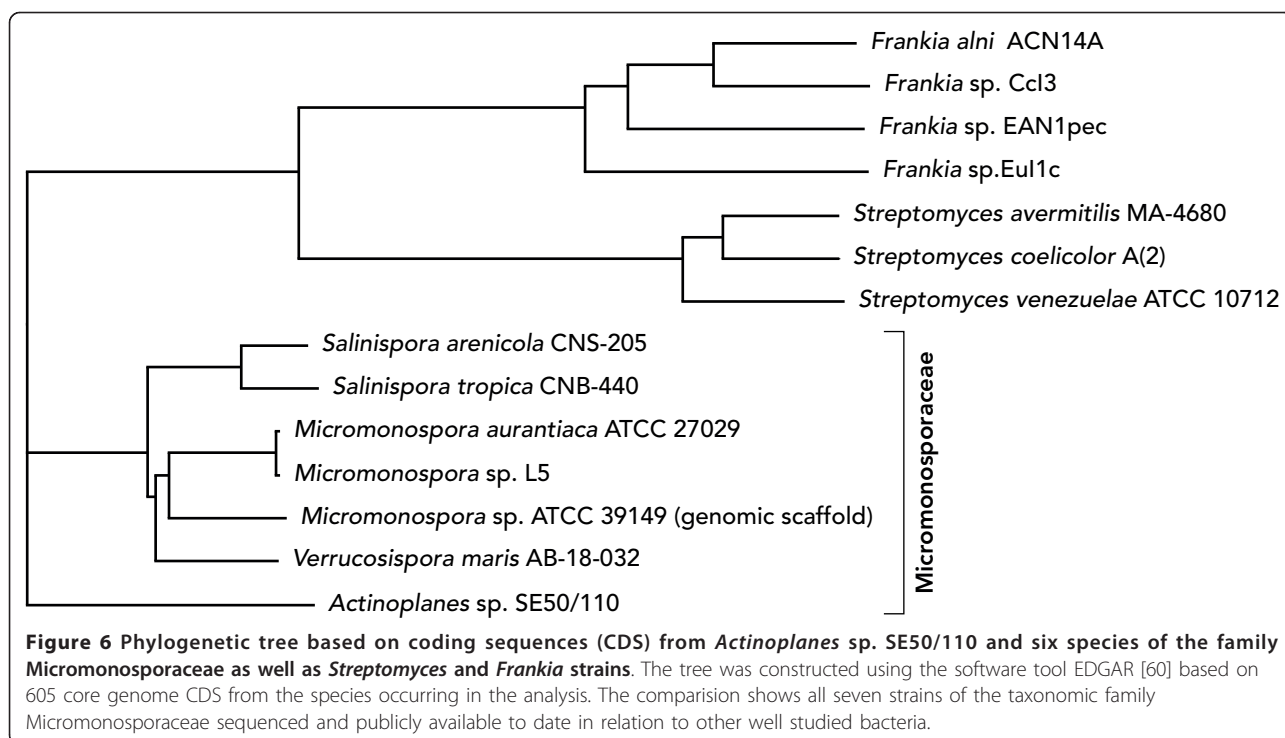 Frankia alni ACN14A
Frankia sp. CcI3
Frankia sp. EAN1pec
Frankia sp.EuI1c
Streptomyces avermitilis MA-4680
Streptomyces coelicolor A(2)
Streptomyces venezuelae ATCC 10712
Salinispora arenicola CNS-205
Salinispora tropica CNB-440
Micromonospora aurantiaca ATCC 27029
Micromonospora sp. L5
Micromonospora sp. ATCC 39149 (genomic scaffold)
Verrucosispora maris AB-18-032
Actinoplanes sp. SE50/110
Micromonosporaceae
Figure 6 Phylogenetic tree based on coding sequences (CDS) from Actinoplanes sp. SE50/110 and six species of the family
Micromonosporaceae as well as Streptomyces and Frankia strains. The tree was constructed using the software tool EDGAR [60] based on
605 core genome CDS from the species occurring in the analysis. The comparision shows all seven strains of the taxonomic family
Micromonosporaceae sequenced and publicly available to date in relation to other well studied bacteria.